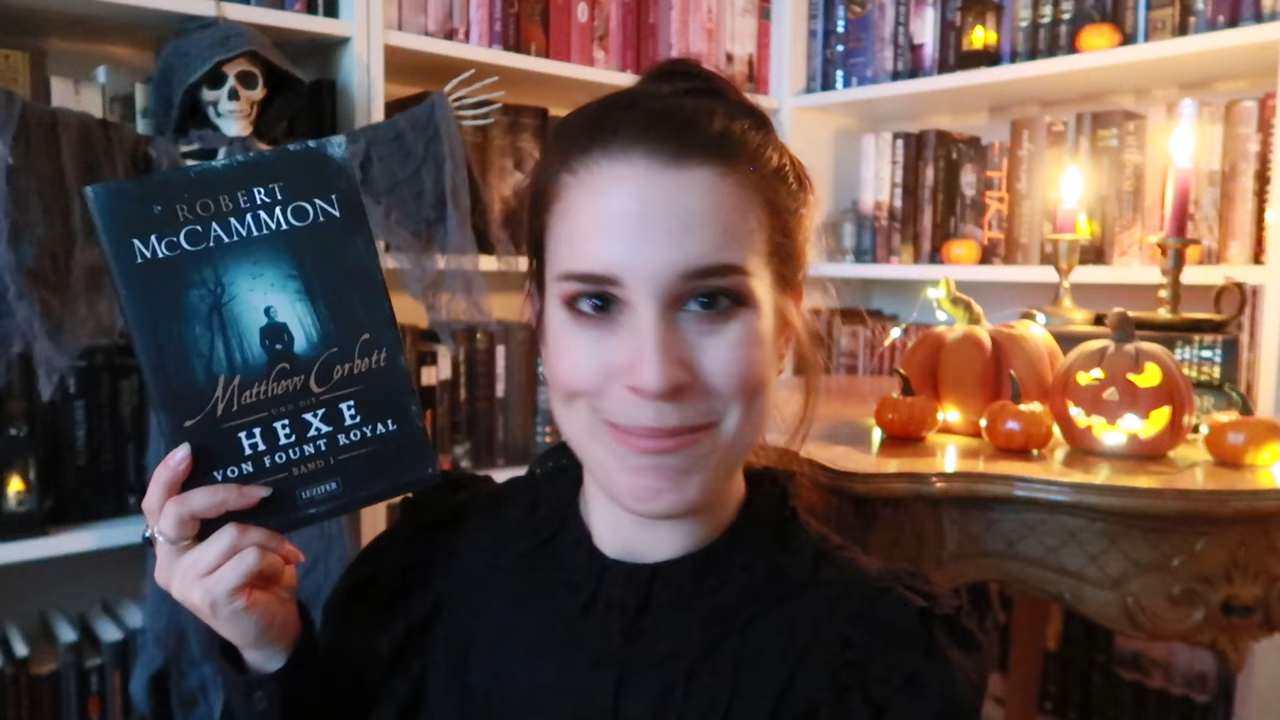 ROBERT
McCAMMON
Matthew Corbett
UND DIE
HEXE
VON FOUNT ROYAL
BAND 1
LUZIFER